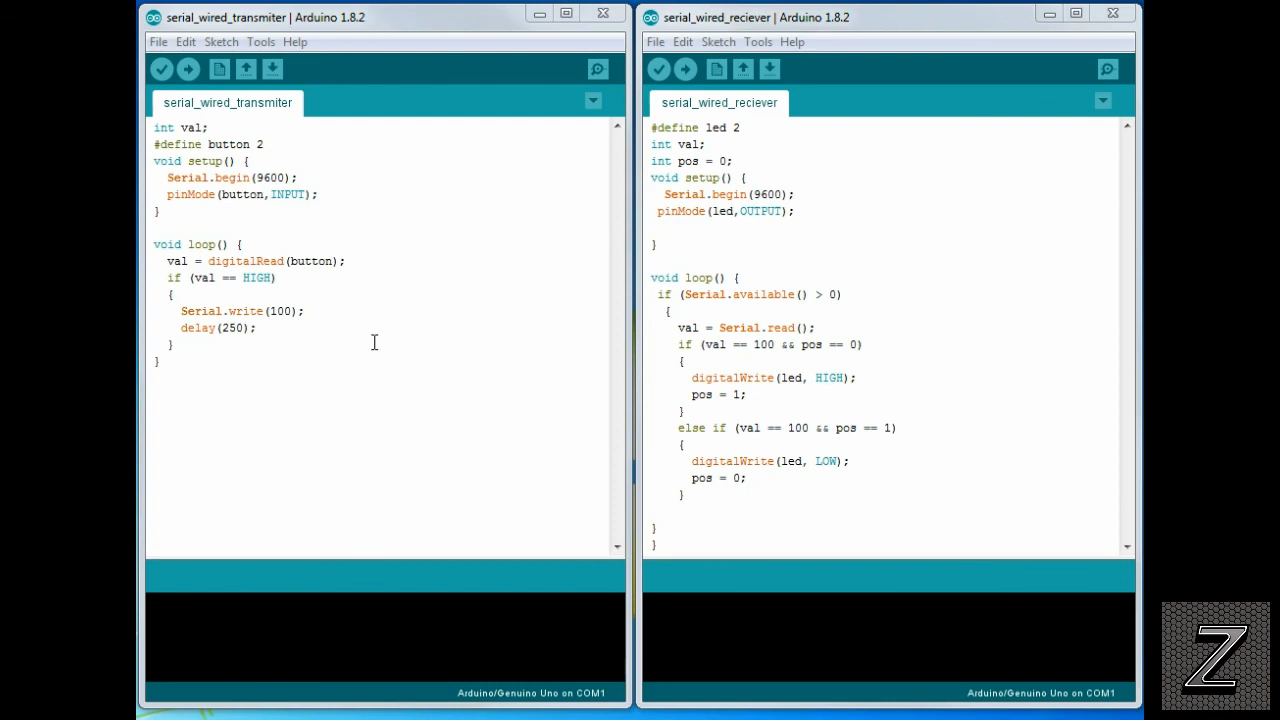 serial_wired_transmiter | Arduino 1.8.2
File Edit Sketch Tools Help
serial_wired_transmiter
int val;
#define button 2
void setup() {
  Serial.begin(9600);
  pinMode(button,INPUT);
}

void loop() {
  val = digitalRead(button);
  if (val == HIGH)
  {
    Serial.write(100);
    delay(250);
  }
}
Arduino/Genuino Uno on COM1
serial_wired_reciever | Arduino 1.8.2
File Edit Sketch Tools Help
serial_wired_reciever
#define led 2
int val;
int pos = 0;
void setup() {
  Serial.begin(9600);
 pinMode(led,OUTPUT);

}

void loop() {
 if (Serial.available() > 0)
  {
    val = Serial.read();
    if (val == 100 && pos == 0)
    {
      digitalWrite(led, HIGH);
      pos = 1;
    }
    else if (val == 100 && pos == 1)
    {
      digitalWrite(led, LOW);
      pos = 0;
    }

}
}
Arduino/Genuino Uno on COM1
Z